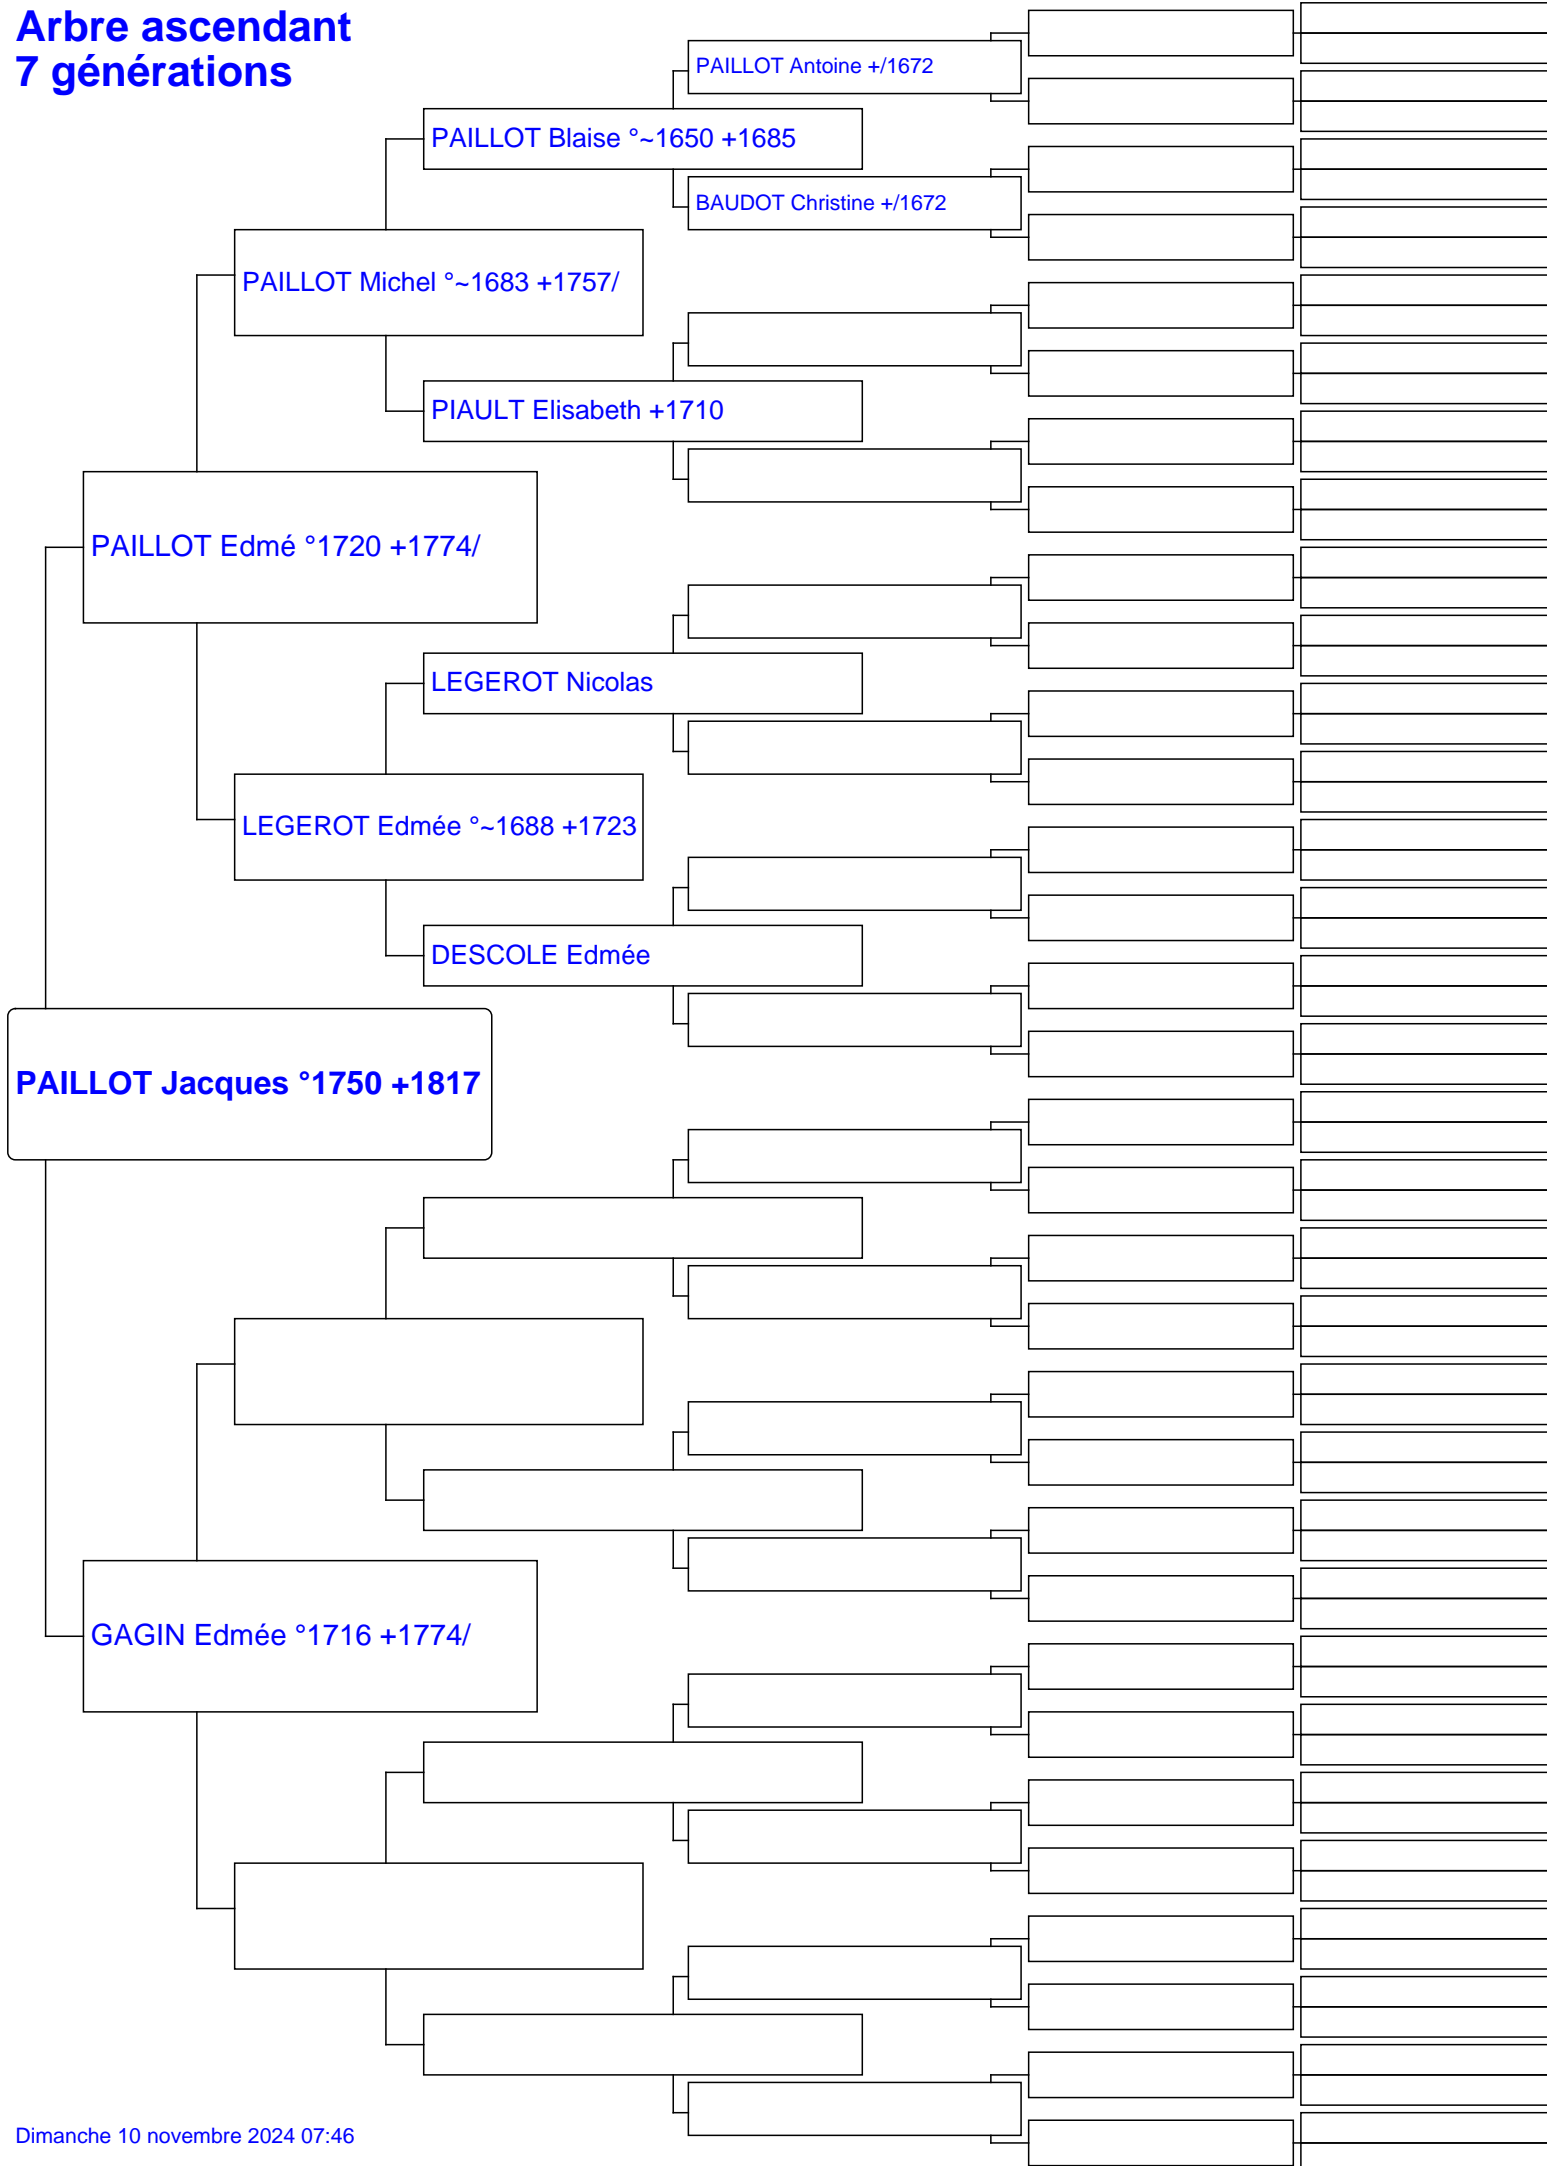 Arbre ascendant
7 générations
PAILLOT Antoine +/1672
PAILLOT Blaise °~1650 +1685
BAUDOT Christine +/1672
PAILLOT Michel °~1683 +1757/
PIAULT Elisabeth +1710
PAILLOT Edmé °1720 +1774/
LEGEROT Nicolas
LEGEROT Edmée °~1688 +1723
DESCOLE Edmée
PAILLOT Jacques °1750 +1817
GAGIN Edmée °1716 +1774/
Dimanche 10 novembre 2024 07:46